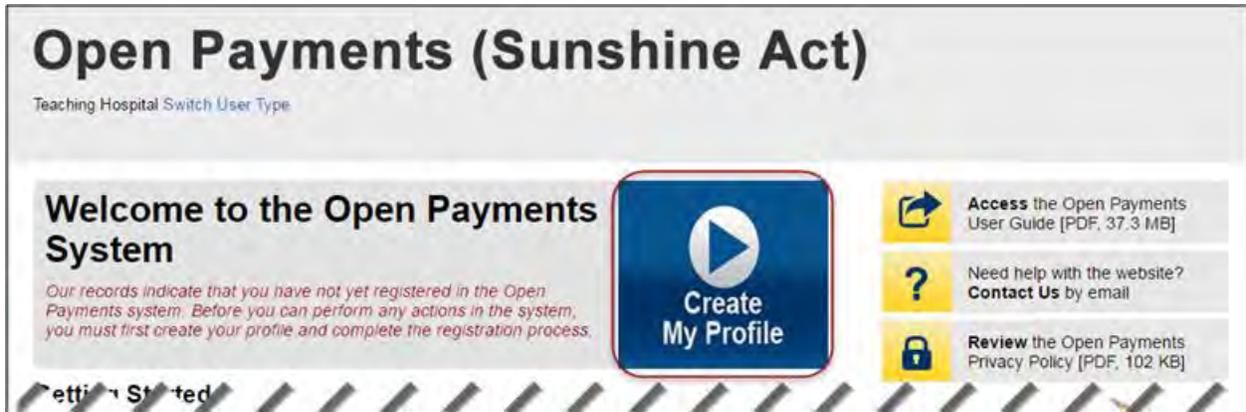 Open Payments (Sunshine Act)
Teaching Hospital Switch User Type
Welcome to the Open Payments
System
Our records indicate that you have not yet registered in the Open
Payments system. Before you can perform any actions in the system,
you must first create your profile and complete the registration process.
Create
My Profile
Access the Open Payments
User Guide [PDF, 37.3 MB]
Need help with the website?
Contact Us by email
Review the Open Payments
Privacy Policy [PDF, 102 KB]
Getting Started